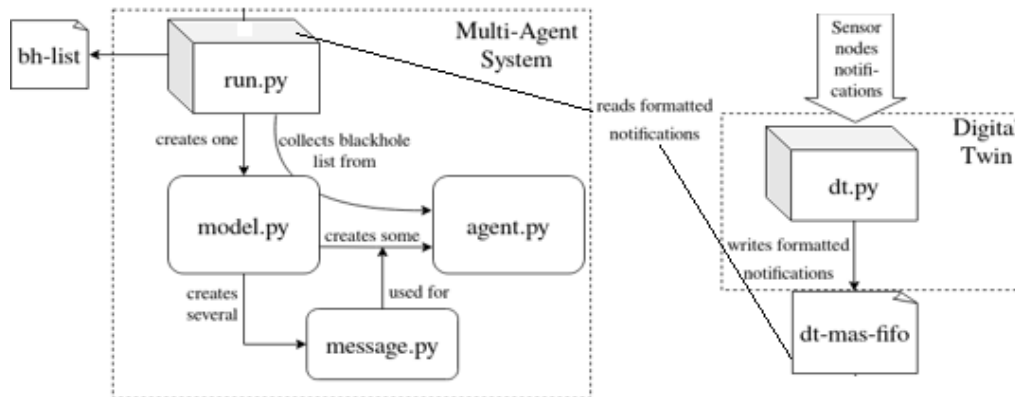 bh-list
run.py
Multi-Agent
System
creates one
collects blackhole
list from
model.py
creates some
agent.py
creates
several
used for
message.py
reads formatted
notifications
Sensor
nodes
notifi-
cations
Digital
Twin
dt.py
writes formatted
notifications
dt-mas-fifo